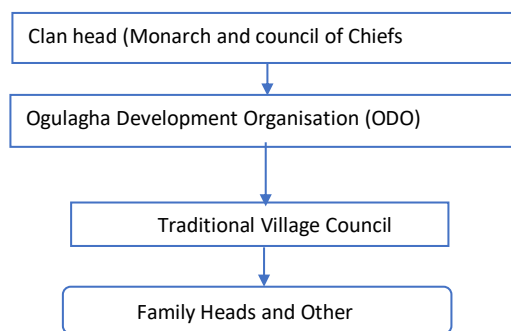 Clan head (Monarch and council of Chiefs
Ogulagha Development Organisation (ODO)
Traditional Village Council
Family Heads and Other